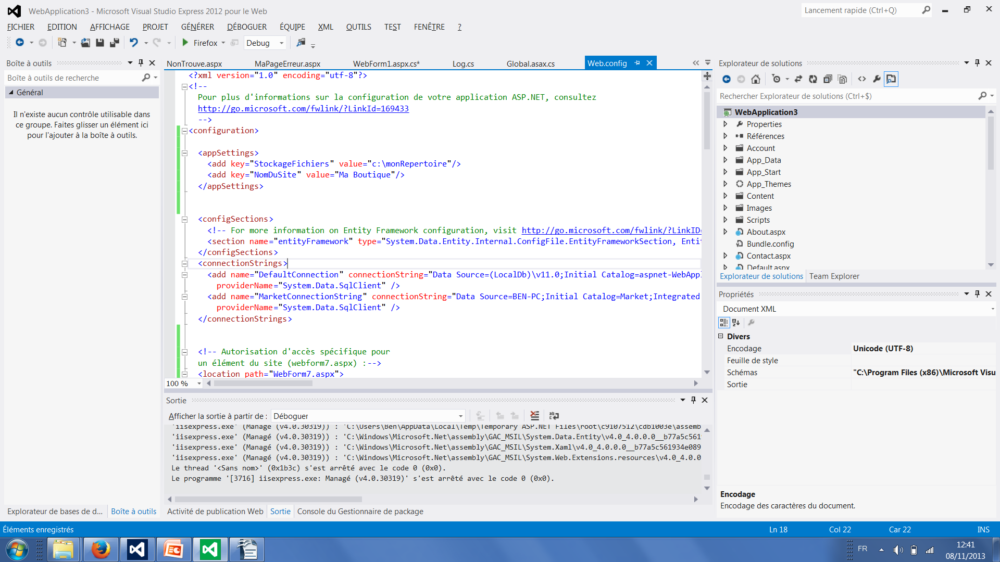 WebApplication3 - Microsoft Visual Studio Express 2012 pour le Web
Lancement rapide (Ctrl+Q)
FICHIER EDITION AFFICHAGE PROJET GÉNÉRER DÉBOGUER ÉQUIPE XML OUTILS TEST FENÊTRE ?
Firefox Debug
Boîte à outils
Boîte à outils de recherche
Général
Il n'existe aucun contrôle utilisable dans
ce groupe. Faites glisser un élément ici
pour l'ajouter à la boîte à outils.
Explorateur de bases de d... Boîte à outils
NonTrouve.aspx MaPageErreur.aspx WebForm1.aspx.cs* Log.cs Global.asax.cs Web.config
<?xml version="1.0" encoding="utf-8"?>
<!--
Pour plus d'informations sur la configuration de votre application ASP.NET, consultez
http://go.microsoft.com/fwlink/?LinkId=169433
-->
<configuration>
<appSettings>
<add key="StockageFichiers" value="c:\monRepertoire"/>
<add key="NomDuSite" value="Ma Boutique"/>
</appSettings>
<configSections>
<!-- For more information on Entity Framework configuration, visit http://go.microsoft.com/fwlink/?LinkID=
<section name="entityFramework" type="System.Data.Entity.Internal.ConfigFile.EntityFrameworkSection, Enti
</configSections>
<connectionStrings>
<add name="DefaultConnection" connectionString="Data Source=(LocalDb)\v11.0;Initial Catalog=aspnet-WebAppl
providerName="System.Data.SqlClient" />
<add name="MarketConnectionString" connectionString="Data Source=BEN-PC;Initial Catalog=Market;Integrated
providerName="System.Data.SqlClient" />
</connectionStrings>
<!-- Autorisation d'accès spécifique pour
un élément du site (webform7.aspx) :-->
<location path="WebForm7.aspx">
100 %
Sortie
Afficher la sortie à partir de : Déboguer
'iisexpress.exe' (Managé (v4.0.30319)) : 'C:\Users\Ben\AppData\Local\Temp\Temporary ASP.NET Files\root\c9107512\cdb1003e\assemb
'iisexpress.exe' (Managé (v4.0.30319)) : 'C:\Windows\Microsoft.Net\assembly\GAC_MSIL\System.Data.Entity\v4.0_4.0.0.0__b77a5c561
'iisexpress.exe' (Managé (v4.0.30319)) : 'C:\Windows\Microsoft.Net\assembly\GAC_MSIL\System.Xaml\v4.0_4.0.0.0__b77a5c561934e089
'iisexpress.exe' (Managé (v4.0.30319)) : 'C:\Windows\Microsoft.Net\assembly\GAC_MSIL\System.Web.Extensions.resources\v4.0_4.0.0
Le thread '<Sans nom>' (0x1b3c) s'est arrêté avec le code 0 (0x0).
Le programme '[3716] iisexpress.exe: Managé (v4.0.30319)' s'est arrêté avec le code 0 (0x0).
Activité de publication Web Sortie Console du Gestionnaire de package
Explorateur de solutions
Rechercher Explorateur de solutions (Ctrl+$)
WebApplication3
Properties
Références
Account
App_Data
App_Start
App_Themes
Content
Images
Scripts
About.aspx
Bundle.config
Contact.aspx
Default.aspx
Explorateur de solutions Team Explorer
Propriétés
Document XML
Divers
Encodage Unicode (UTF-8)
Feuille de style
Schémas "C:\Program Files (x86)\Microsoft Visu
Sortie
Encodage
Encodage des caractères du document.
Éléments enregistrés Ln 18 Col 22 Car 22 INS
FR 12:41
08/11/2013